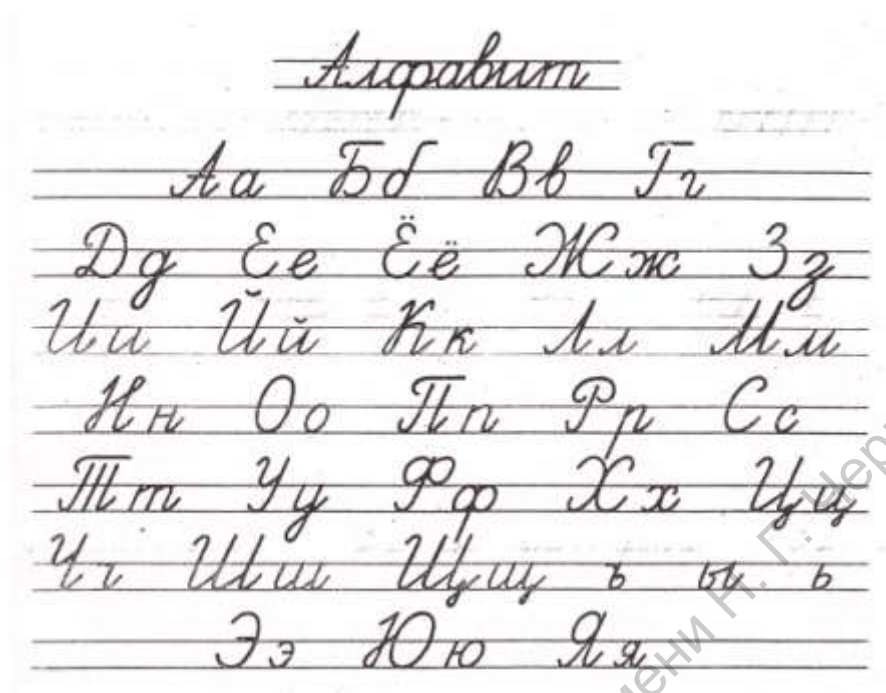 Алфавит
Аа Бб Вв Гг
Дд Ее Ёё Жж Зз
Ии Йй Кк Лл Мм
Нн Оо Пп Рр Сс
Тт Уу Фф Хх Цц
Чч Шш Щщ ъ ы ь
Ээ Юю Яя